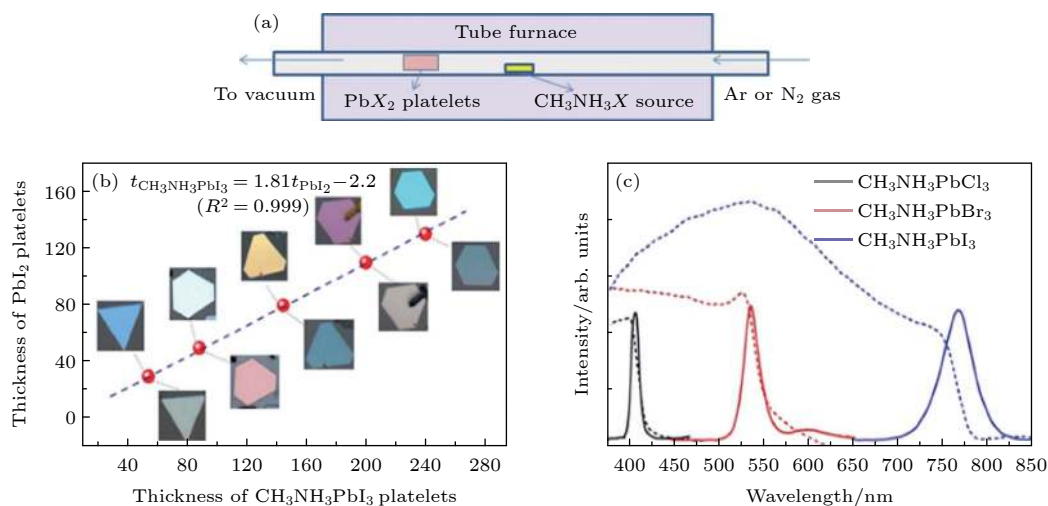 (a)
Tube furnace
To vacuum
PbX₂ platelets
CH₃NH₃X source
Ar or N₂ gas
(b) t_CH₃NH₃PbI₃ = 1.81t_PbI₂ − 2.2
(R² = 0.999)
Thickness of PbI₂ platelets
160
120
80
40
0
40 80 120 160 200 240 280
Thickness of CH₃NH₃PbI₃ platelets
(c)
CH₃NH₃PbCl₃
CH₃NH₃PbBr₃
CH₃NH₃PbI₃
Intensity/arb. units
400 450 500 550 600 650 700 750 800 850
Wavelength/nm